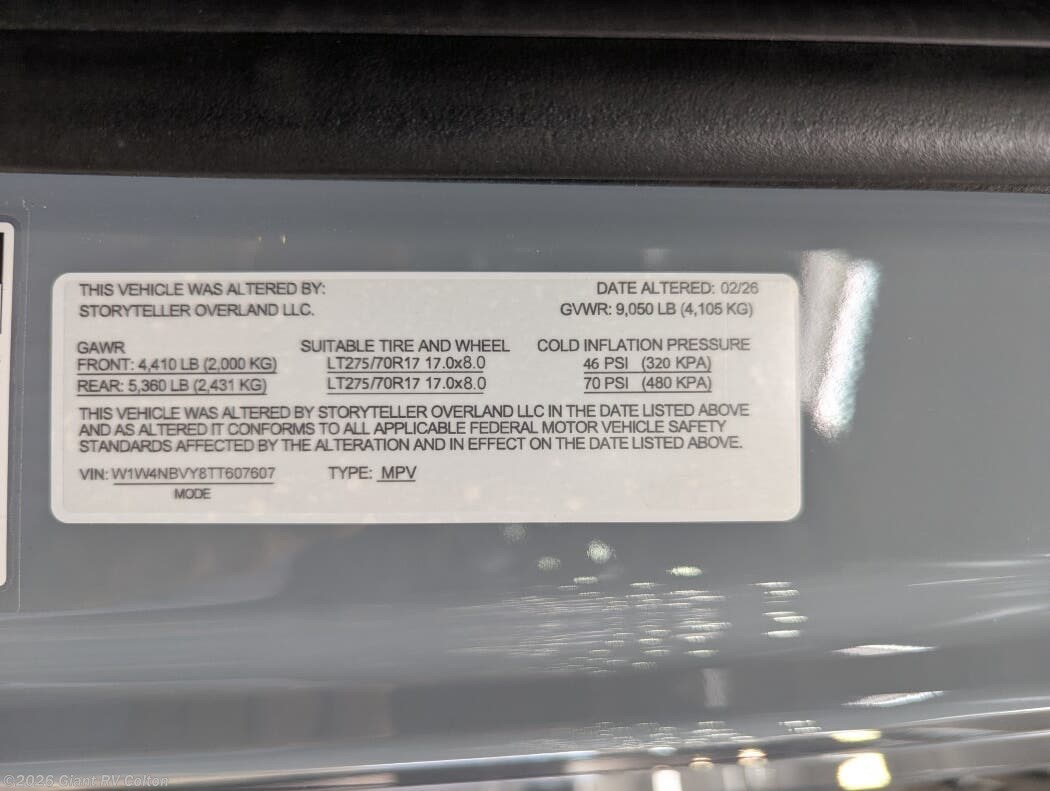 THIS VEHICLE WAS ALTERED BY: DATE ALTERED: 02/26
STORYTELLER OVERLAND LLC. GVWR: 9,050 LB (4,105 KG)
GAWR SUITABLE TIRE AND WHEEL COLD INFLATION PRESSURE
FRONT: 4,410 LB (2,000 KG) LT275/70R17 17.0x8.0 46 PSI (320 KPA)
REAR: 5,360 LB (2,431 KG) LT275/70R17 17.0x8.0 70 PSI (480 KPA)
THIS VEHICLE WAS ALTERED BY STORYTELLER OVERLAND LLC IN THE DATE LISTED ABOVE
AND AS ALTERED IT CONFORMS TO ALL APPLICABLE FEDERAL MOTOR VEHICLE SAFETY
STANDARDS AFFECTED BY THE ALTERATION AND IN EFFECT ON THE DATE LISTED ABOVE.
VIN: W1W4NBVY8TT607607 TYPE: MPV
MODE
©2026 Giant RV Colton